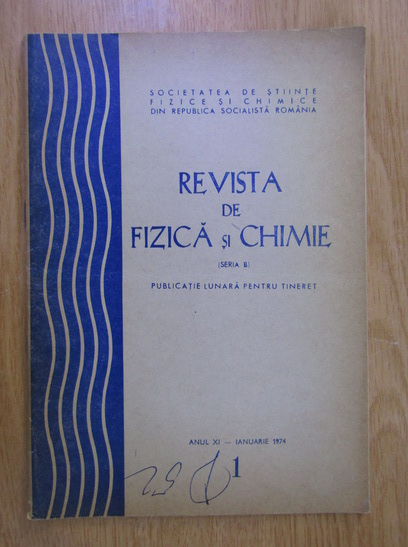 SOCIETATEA DE ȘTIINȚE
FIZICE ȘI CHIMICE
DIN REPUBLICA SOCIALISTĂ ROMÂNIA
REVISTA
DE
FIZICĂ și CHIMIE
(SERIA B)
PUBLICAȚIE LUNARĂ PENTRU TINERET
ANUL XI — IANUARIE 1974
1